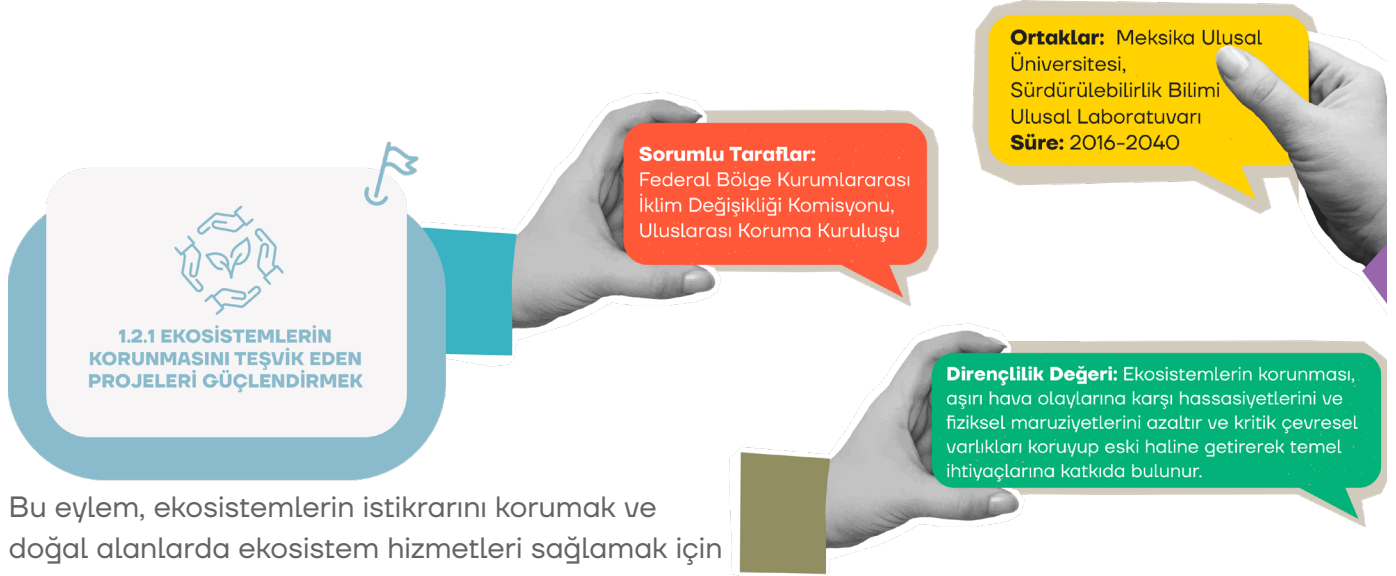 Ortaklar: Meksika Ulusal
Üniversitesi,
Sürdürülebilirlik Bilimi
Ulusal Laboratuvarı
Süre: 2016-2040
Sorumlu Taraflar:
Federal Bölge Kurumlararası
İklim Değişikliği Komisyonu,
Uluslarası Koruma Kuruluşu
1.2.1 EKOSİSTEMLERİN
KORUNMASINI TEŞVİK EDEN
PROJELERİ GÜÇLENDİRMEK
Dirençlilik Değeri: Ekosistemlerin korunması,
aşırı hava olaylarına karşı hassasiyetlerini ve
fiziksel maruziyetlerini azaltır ve kritik çevresel
varlıkları koruyup eski haline getirerek temel
ihtiyaçlarına katkıda bulunur.
Bu eylem, ekosistemlerin istikrarını korumak ve
doğal alanlarda ekosistem hizmetleri sağlamak için